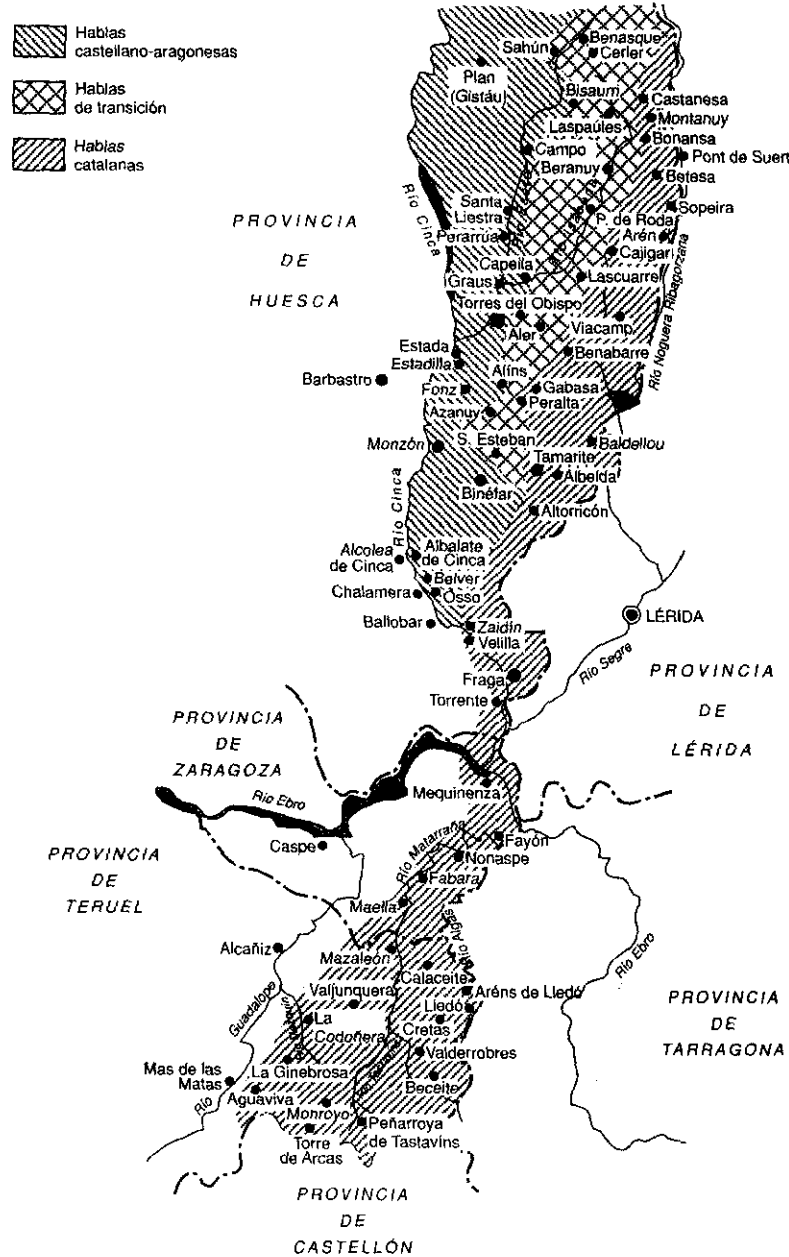 Hablas
castellano-aragonesas
Hablas
de transición
Hablas
catalanas
Sahún
Benasque
Cerler
Plan
(Gistáu)
Bisaurri
Castanesa
Laspaúles
Montanuy
Bonansa
Campo
Pont de Suert
Beranuy
Betesa
Río Cinca
Santa
Liestra
Sopeira
P. de Roda
PROVINCIA
DE
HUESCA
Perarrúa
Arén
Cajigar
Capella
Graus
Lascuarre
Torres del Obispo
Río Noguera Ribagorzana
Aler
Viacamp
Estada
Estadilla
Benabarre
Barbastro
Alíns
Fonz
Gabasa
Peralta
Azanuy
Monzón
S. Esteban
Baldellou
Tamarite
Albelda
Binéfar
Río Cinca
Altorricón
Alcolea
de Cinca
Albalate
de Cinca
Belver
Chalamera
Osso
Ballobar
Zaidín
Velilla
LÉRIDA
Río Segre
Fraga
Torrente
PROVINCIA
DE
LÉRIDA
PROVINCIA
DE
ZARAGOZA
Mequinenza
Río Ebro
Caspe
Río Matarraña
Fayón
Nonaspe
PROVINCIA
DE
TERUEL
Fabara
Maella
Río Algas
Alcañiz
Mazaleón
Río Ebro
Calaceite
Valjunquera
Aréns de Lledó
Lledó
PROVINCIA
DE
TARRAGONA
Río Guadalope
La
Codoñera
Cretas
Valderrobres
Mas de las
Matas
La Ginebrosa
Beceite
Aguaviva
Monroyo
Peñarroya
de Tastavíns
Torre
de Arcas
PROVINCIA
DE
CASTELLÓN